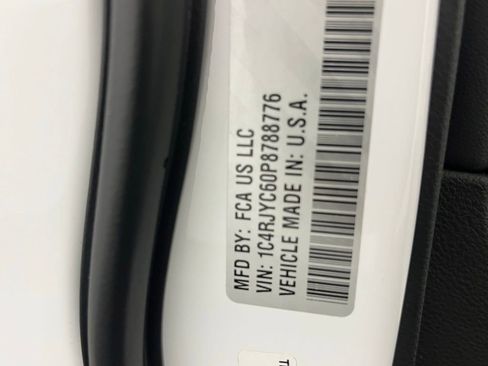 MFD BY: FCA US LLC
VIN: 1C4RJYC60P8788776
VEHICLE MADE IN: U.S.A.